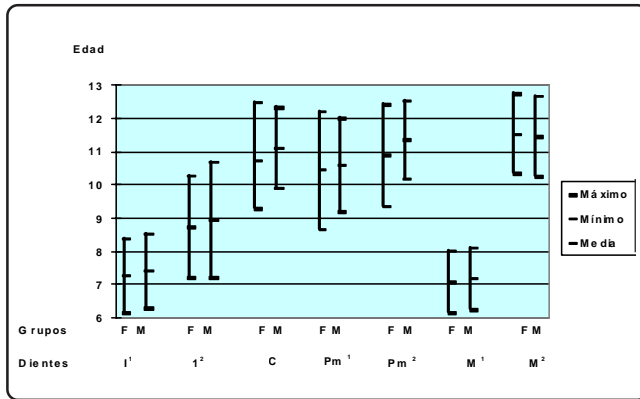 Edad
13
12
11
10
9
8
7
6
Máximo
Mínimo
Media
Grupos F M F M F M F M F M F M F M
Dientes I¹ 1² C Pm¹ Pm² M¹ M²